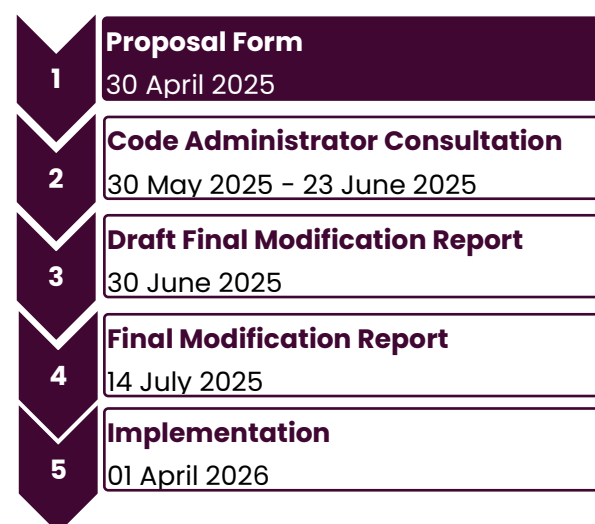 1
Proposal Form
30 April 2025
2
Code Administrator Consultation
30 May 2025 - 23 June 2025
3
Draft Final Modification Report
30 June 2025
4
Final Modification Report
14 July 2025
5
Implementation
01 April 2026